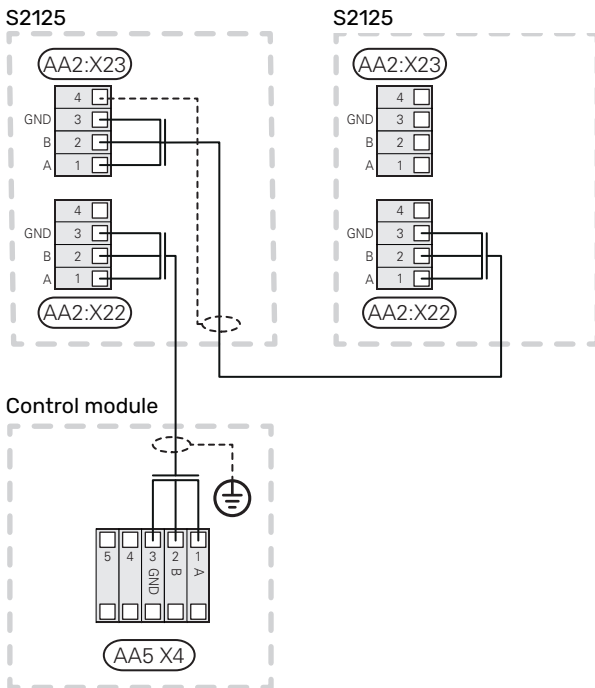 S2125
AA2:X23
4
GND 3
B 2
A 1
4
GND 3
B 2
A 1
AA2:X22
S2125
AA2:X23
4
GND 3
B 2
A 1
4
GND 3
B 2
A 1
AA2:X22
Control module
5 4 3 2 1
GND B A
AA5 X4